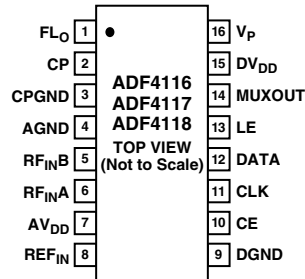 FLO 1
CP 2
CPGND 3
AGND 4
RFINB 5
RFINA 6
AVDD 7
REFIN 8
ADF4116
ADF4117
ADF4118
TOP VIEW
(Not to Scale)
16 VP
15 DVDD
14 MUXOUT
13 LE
12 DATA
11 CLK
10 CE
9 DGND